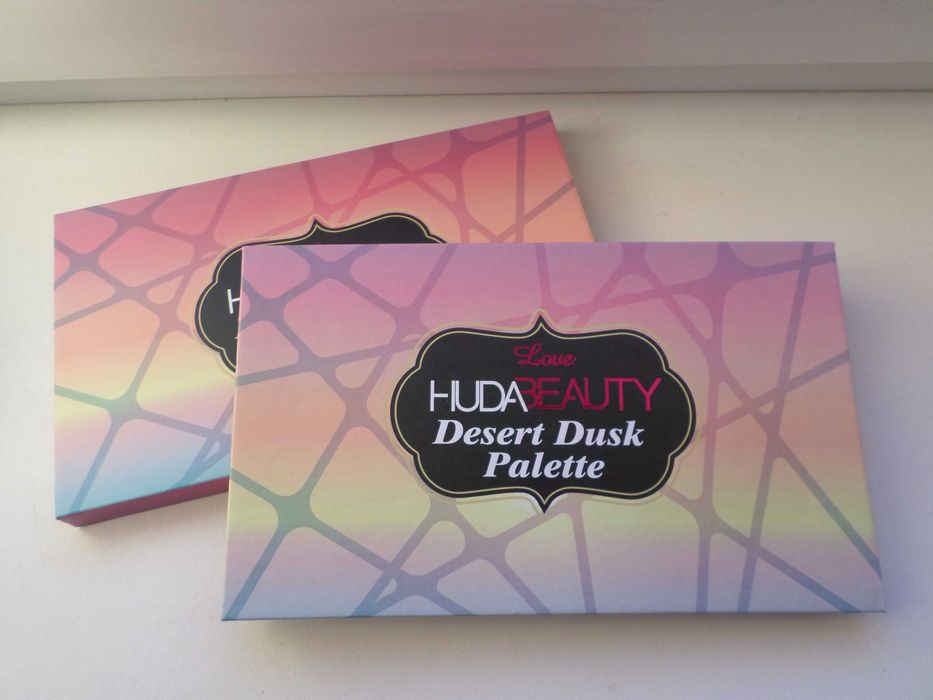 Love
HUDABEAUTY
Desert Dusk
Palette
H